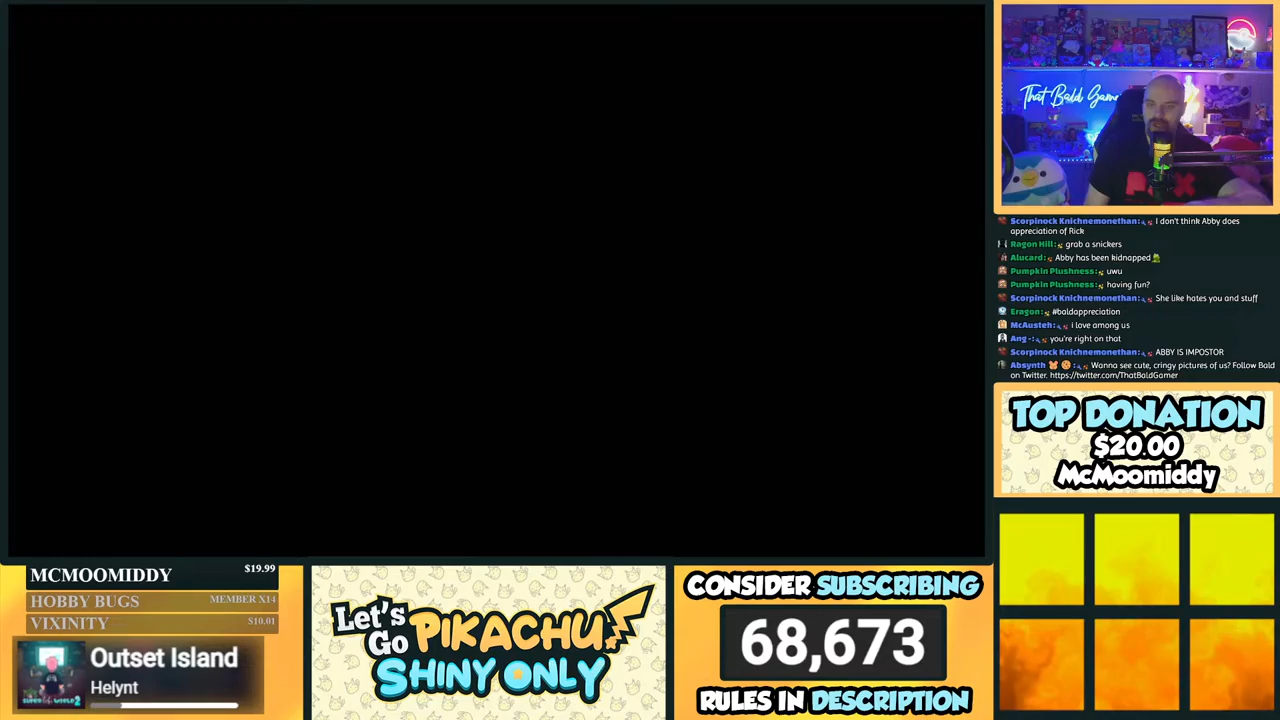 That Bald Game
Scorpinock Knichnemonethan: I don't think Abby does
appreciation of Rick
Ragon Hill: grab a snickers
Alucard: Abby has been kidnapped
Pumpkin Plushness: uwu
Pumpkin Plushness: having fun?
Scorpinock Knichnemonethan: She like hates you and stuff
Eragon: #baldappreciation
McAusteh: i love among us
Ang -: you're right on that
Scorpinock Knichnemonethan: ABBY IS IMPOSTOR
Absynth: Wanna see cute, cringy pictures of us? Follow Bald
on Twitter. https://twitter.com/ThatBaldGamer
TOP DONATION
$20.00
McMoomiddy
MCMOOMIDDY $19.99
HOBBY BUGS MEMBER X14
VIXINITY $10.01
Outset Island
Helynt
Let's
Go PIKACHU
SHINY ONLY
CONSIDER SUBSCRIBING
68,673
RULES IN DESCRIPTION